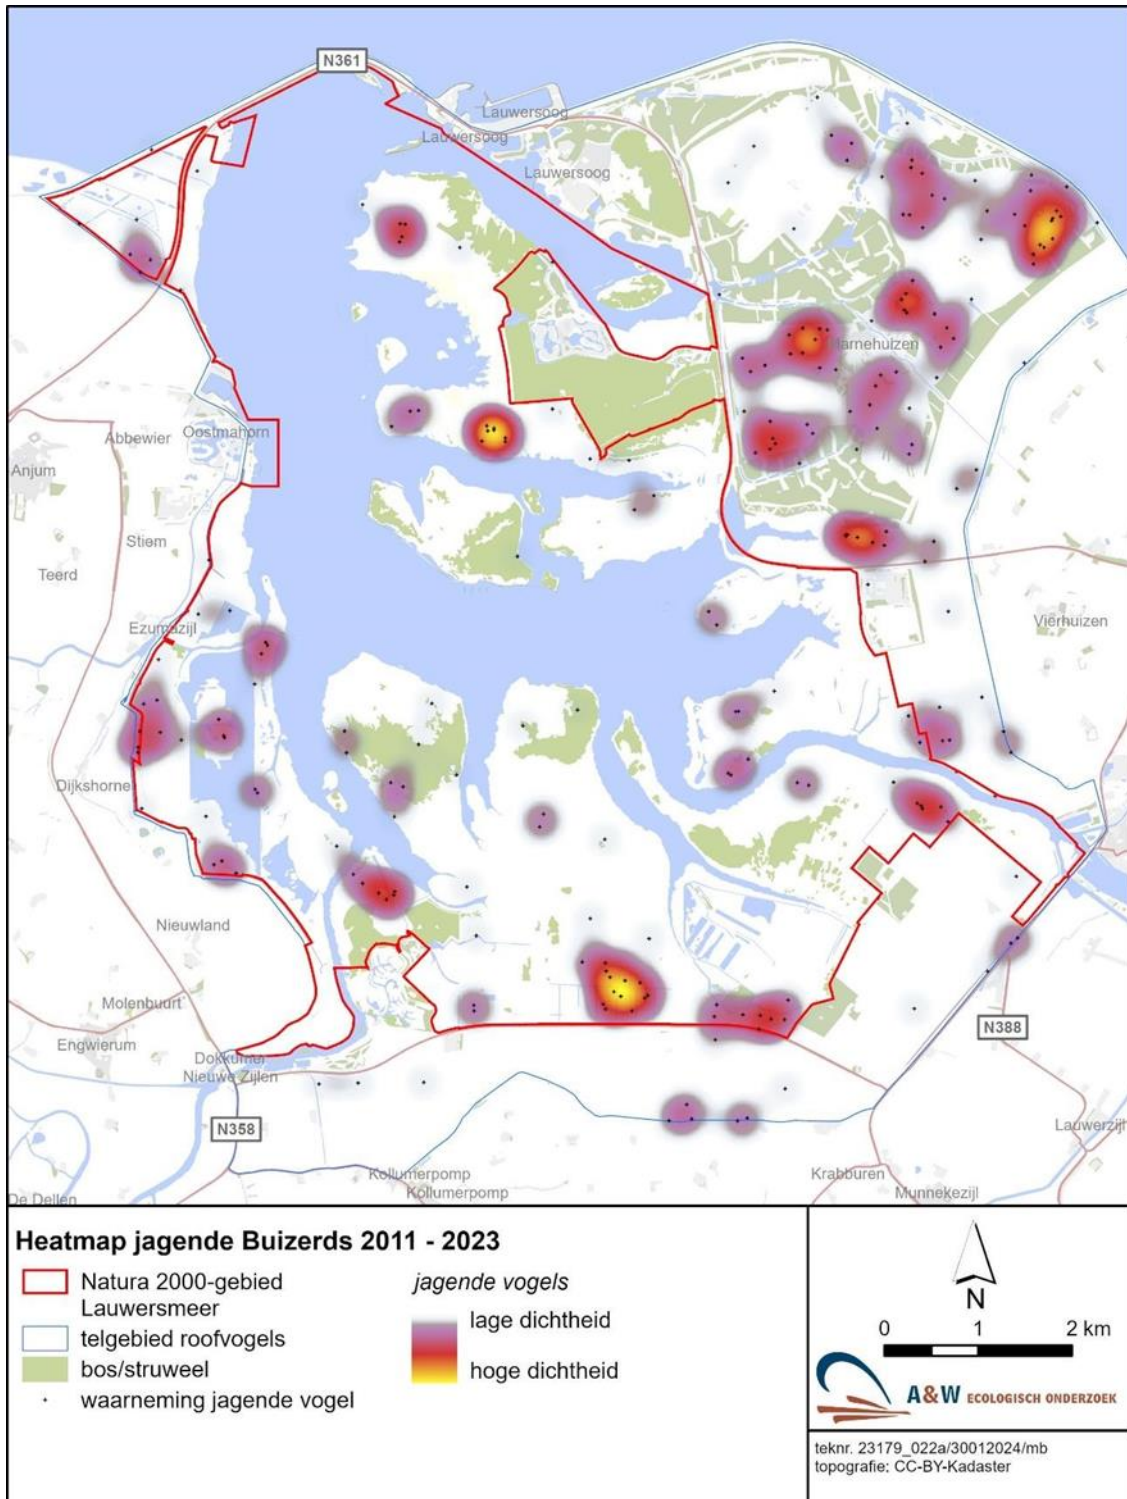 N361
Lauwersoog
Lauwersoog
Lauwersoog
Marnehuizen
Abbewier
Oostmahorn
Anjum
Stiem
Teerd
Ezumazijl
Vierhuizen
Dijkshorne
Nieuwland
Molenbuurt
Engwierum
N388
Dokkumer
Nieuwe Zijlen
N358
Lauwerzijl
Kollumerpomp
Kollumerpomp
Krabburen
Munnekezijl
De Dellen
Heatmap jagende Buizerds 2011 - 2023
Natura 2000-gebied
Lauwersmeer
telgebied roofvogels
bos/struweel
waarneming jagende vogel
jagende vogels
lage dichtheid
hoge dichtheid
N
0 1 2 km
A&W ECOLOGISCH ONDERZOEK
teknr. 23179_022a/30012024/mb
topografie: CC-BY-Kadaster